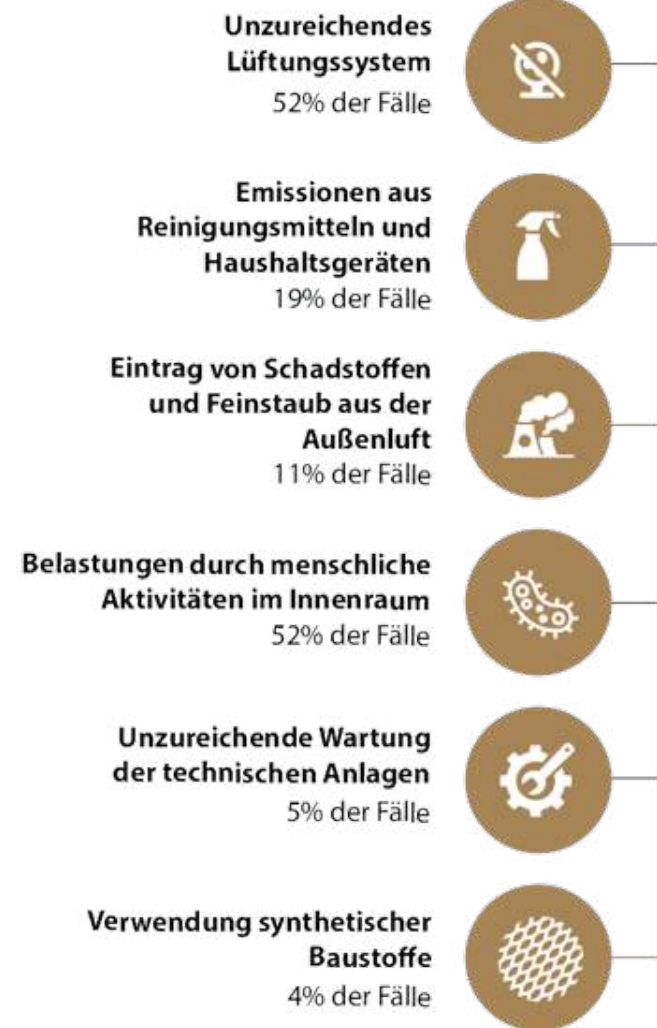 Unzureichendes
Lüftungssystem
52% der Fälle
Emissionen aus
Reinigungsmitteln und
Haushaltsgeräten
19% der Fälle
Eintrag von Schadstoffen
und Feinstaub aus der
Außenluft
11% der Fälle
Belastungen durch menschliche
Aktivitäten im Innenraum
52% der Fälle
Unzureichende Wartung
der technischen Anlagen
5% der Fälle
Verwendung synthetischer
Baustoffe
4% der Fälle